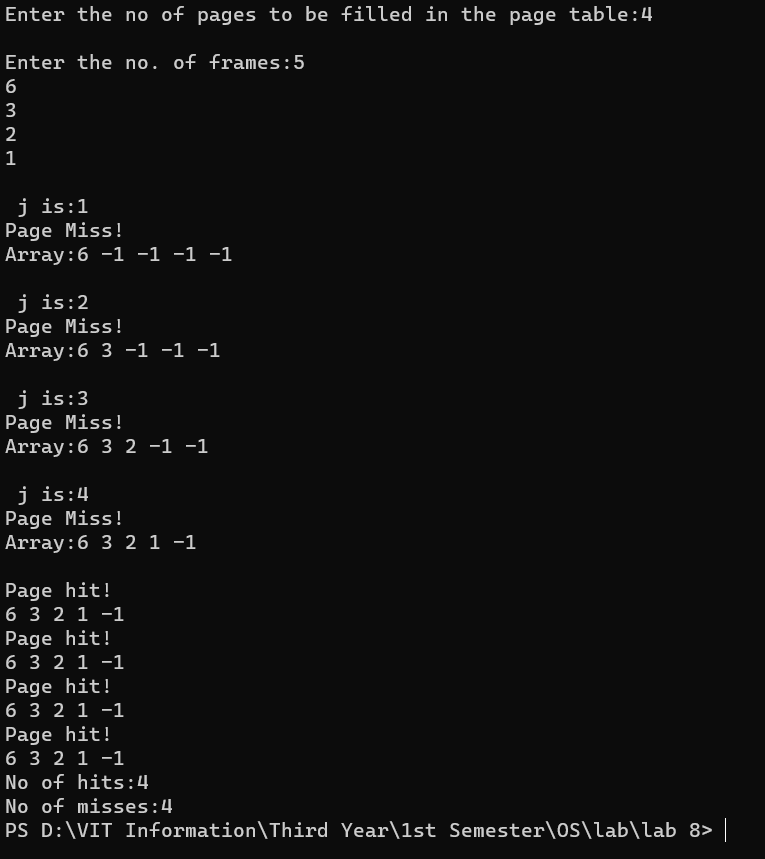 Enter the no of pages to be filled in the page table:4
Enter the no. of frames:5
6
3
2
1
j is:1
Page Miss!
Array:6 -1 -1 -1 -1
j is:2
Page Miss!
Array:6 3 -1 -1 -1
j is:3
Page Miss!
Array:6 3 2 -1 -1
j is:4
Page Miss!
Array:6 3 2 1 -1
Page hit!
6 3 2 1 -1
Page hit!
6 3 2 1 -1
Page hit!
6 3 2 1 -1
Page hit!
6 3 2 1 -1
No of hits:4
No of misses:4
PS D:\VIT Information\Third Year\1st Semester\OS\lab\lab 8>